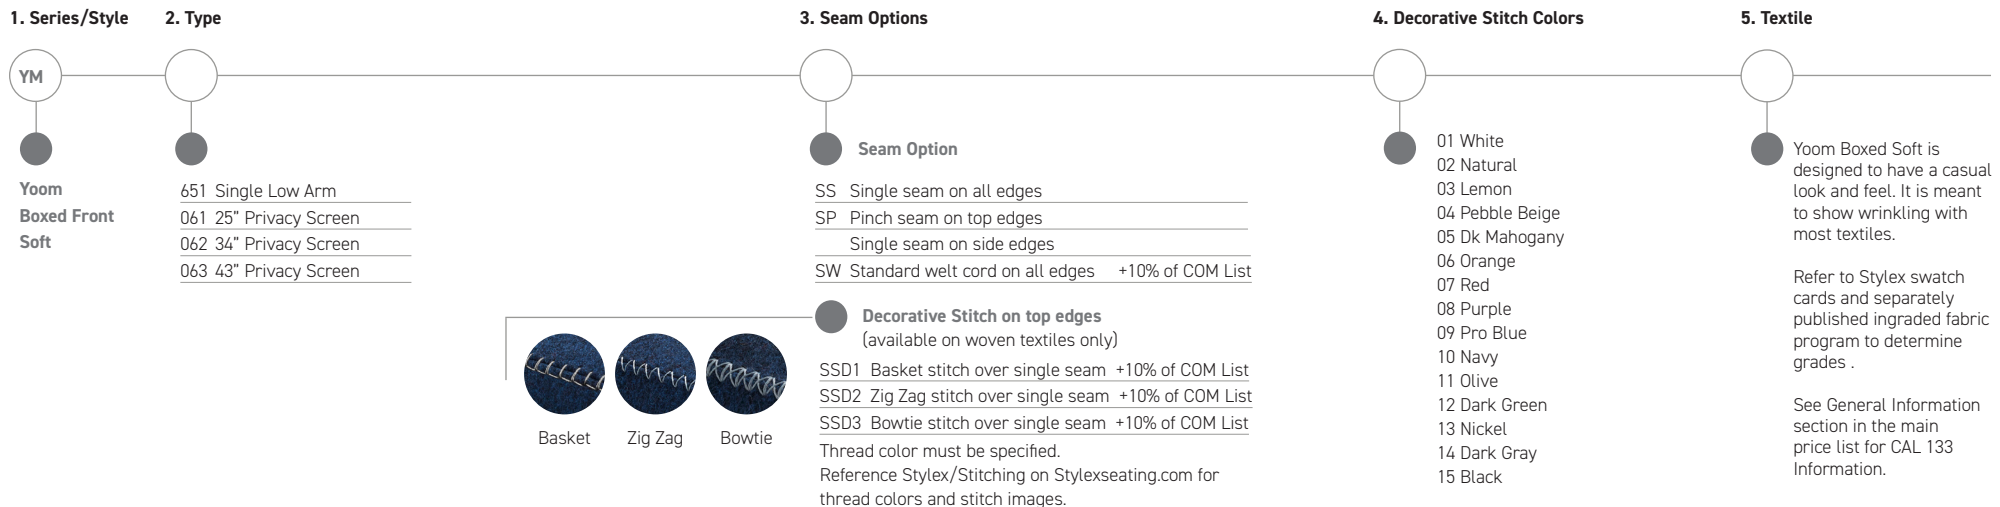 1. Series/Style
YM
Yoom
Boxed Front
Soft
2. Type
651 Single Low Arm
061 25" Privacy Screen
062 34" Privacy Screen
063 43" Privacy Screen
3. Seam Options
Seam Option
SS Single seam on all edges
SP Pinch seam on top edges
Single seam on side edges
SW Standard welt cord on all edges +10% of COM List
Decorative Stitch on top edges
(available on woven textiles only)
SSD1 Basket stitch over single seam +10% of COM List
SSD2 Zig Zag stitch over single seam +10% of COM List
SSD3 Bowtie stitch over single seam +10% of COM List
Thread color must be specified.
Reference Stylex/Stitching on Stylexseating.com for
thread colors and stitch images.
Basket Zig Zag Bowtie
4. Decorative Stitch Colors
01 White
02 Natural
03 Lemon
04 Pebble Beige
05 Dk Mahogany
06 Orange
07 Red
08 Purple
09 Pro Blue
10 Navy
11 Olive
12 Dark Green
13 Nickel
14 Dark Gray
15 Black
5. Textile
Yoom Boxed Soft is
designed to have a casual
look and feel. It is meant
to show wrinkling with
most textiles.
Refer to Stylex swatch
cards and separately
published ingraded fabric
program to determine
grades .
See General Information
section in the main
price list for CAL 133
Information.